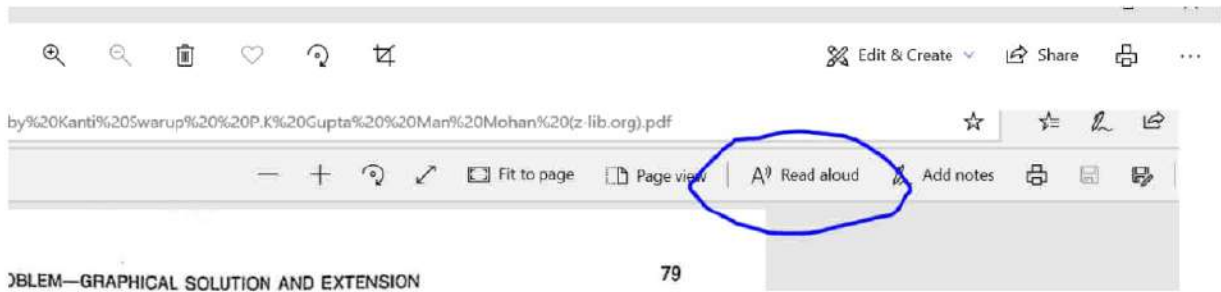 Edit & Create Share
by%20Kanti%20Swarup%20%20P.K%20Gupta%20%20Man%20Mohan%20(z-lib.org).pdf
Fit to page Page view A Read aloud Add notes
OBLEM—GRAPHICAL SOLUTION AND EXTENSION 79